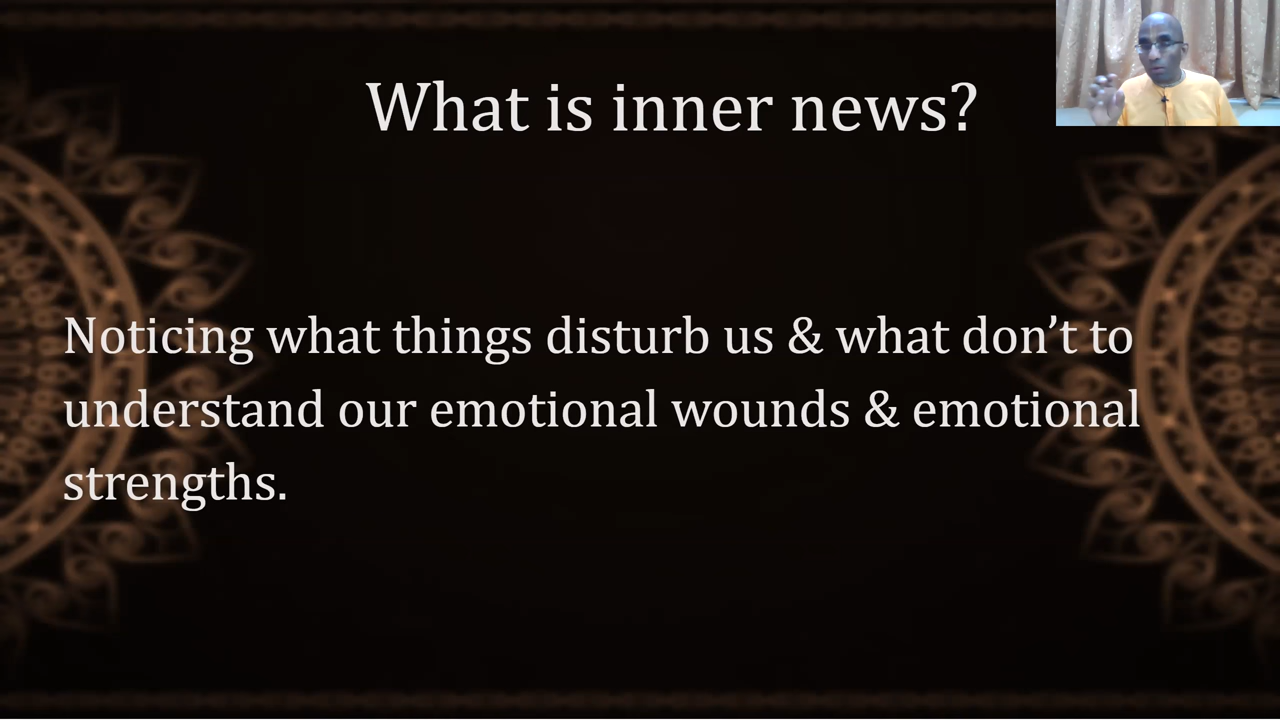 What is inner news?
Noticing what things disturb us & what don’t to
understand our emotional wounds & emotional
strengths.